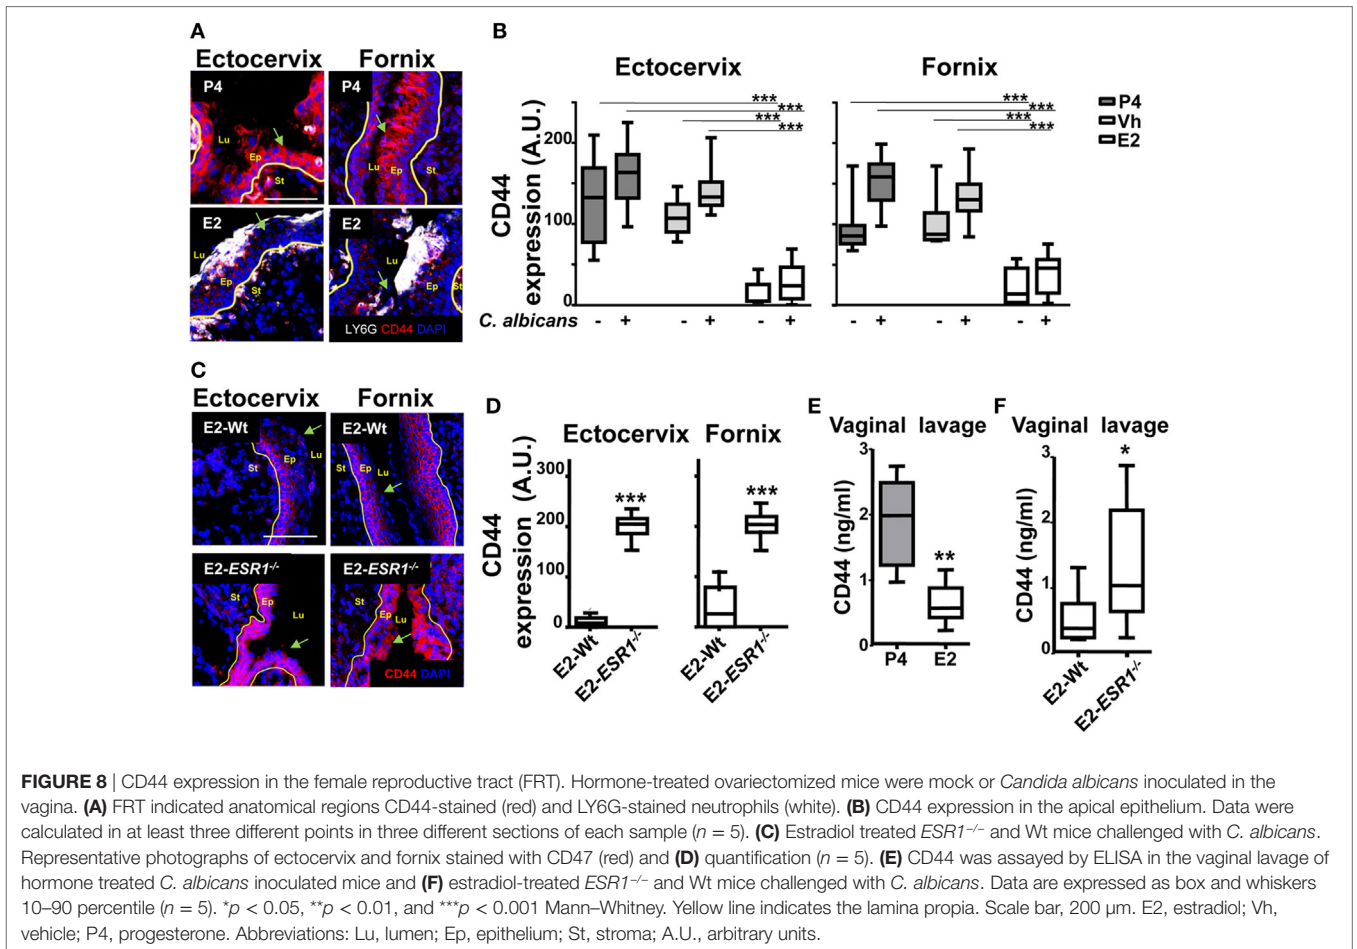 A
Ectocervix Fornix
P4
Lu
Ep
St
P4
Lu Ep St
E2
Lu
Ep
St
E2
Lu
Ep
St
LY6G CD44 DAPI
B
Ectocervix Fornix
CD44
expression (A.U.)
200
100
0
***
***
***
***
***
***
***
***
P4
Vh
E2
C. albicans - + - + - + - + - + - +
C
Ectocervix Fornix
E2-Wt
St Ep Lu
E2-Wt
St Ep Lu
E2-ESR1-/-
St Ep
Lu
E2-ESR1-/-
St Ep Lu
CD44 DAPI
D
Ectocervix Fornix
CD44
expression (A.U.)
300
200
100
0
***
***
E2-Wt
E2-ESR1-/-
E2-Wt
E2-ESR1-/-
E
Vaginal lavage
CD44 (ng/ml)
3
2
1
0
**
P4 E2
F
Vaginal lavage
CD44 (ng/ml)
3
2
1
0
*
E2-Wt
E2-ESR1-/-
FIGURE 8 | CD44 expression in the female reproductive tract (FRT). Hormone-treated ovariectomized mice were mock or Candida albicans inoculated in the
vagina. (A) FRT indicated anatomical regions CD44-stained (red) and LY6G-stained neutrophils (white). (B) CD44 expression in the apical epithelium. Data were
calculated in at least three different points in three different sections of each sample (n = 5). (C) Estradiol treated ESR1−/− and Wt mice challenged with C. albicans.
Representative photographs of ectocervix and fornix stained with CD47 (red) and (D) quantification (n = 5). (E) CD44 was assayed by ELISA in the vaginal lavage of
hormone treated C. albicans inoculated mice and (F) estradiol-treated ESR1−/− and Wt mice challenged with C. albicans. Data are expressed as box and whiskers
10–90 percentile (n = 5). *p < 0.05, **p < 0.01, and ***p < 0.001 Mann–Whitney. Yellow line indicates the lamina propia. Scale bar, 200 μm. E2, estradiol; Vh,
vehicle; P4, progesterone. Abbreviations: Lu, lumen; Ep, epithelium; St, stroma; A.U., arbitrary units.